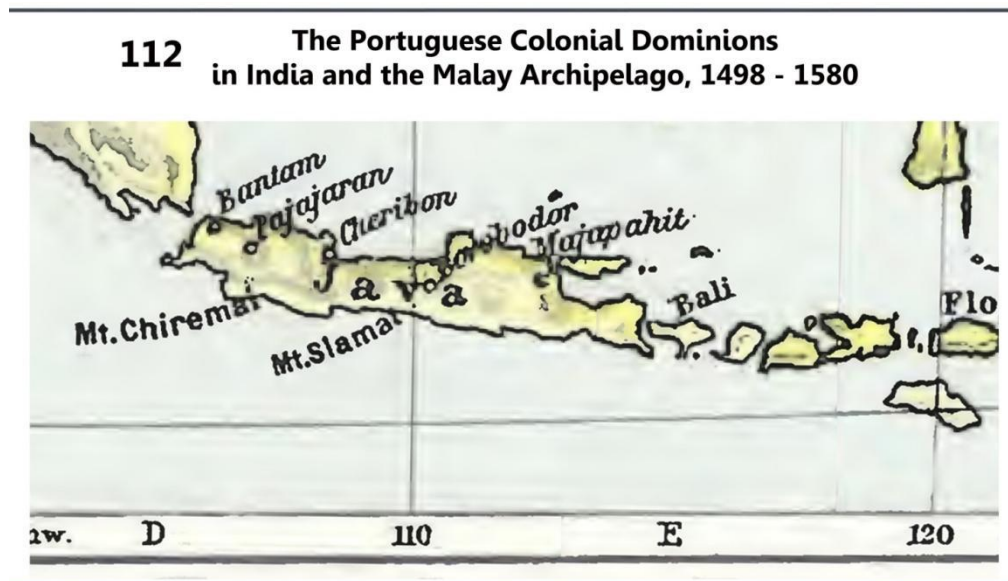 112
The Portuguese Colonial Dominions
in India and the Malay Archipelago, 1498 - 1580
Bantam
Pajajaran
Cheribon
Majapahit
J a v a
Mt. Chiremai
Mt. Slamat
Bali
Flo
D 110 E 120